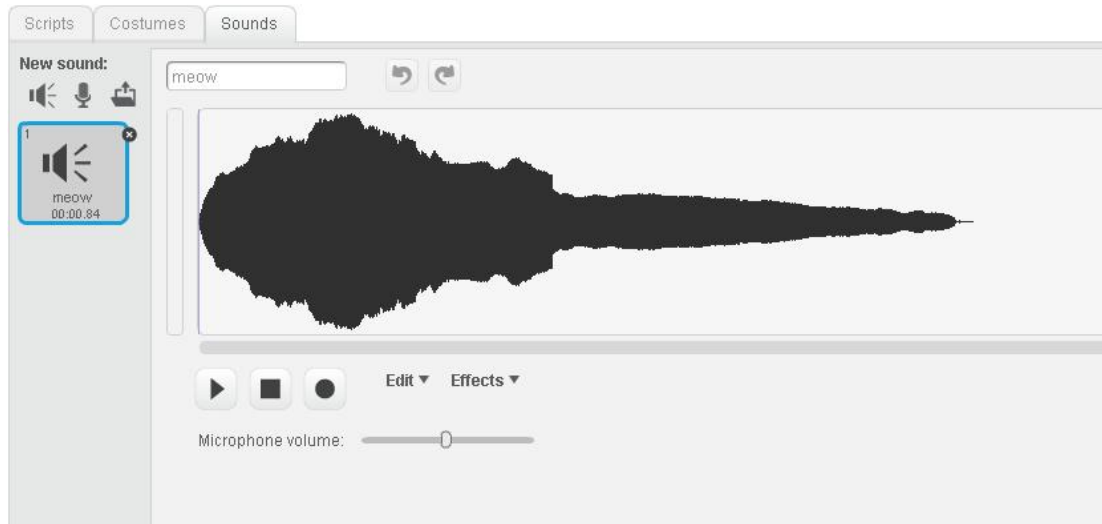 Scripts
Costumes
Sounds
New sound:
meow
1
meow
00:00.84
Edit
Effects
Microphone volume: